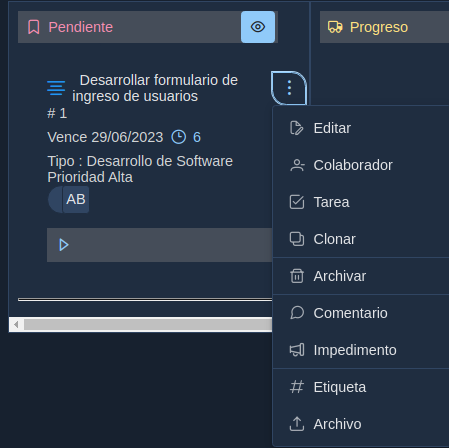 Pendiente
Progreso
Desarrollar formulario de
ingreso de usuarios
# 1
Vence 29/06/2023 6
Tipo : Desarrollo de Software
Prioridad Alta
AB
Editar
Colaborador
Tarea
Clonar
Archivar
Comentario
Impedimento
Etiqueta
Archivo